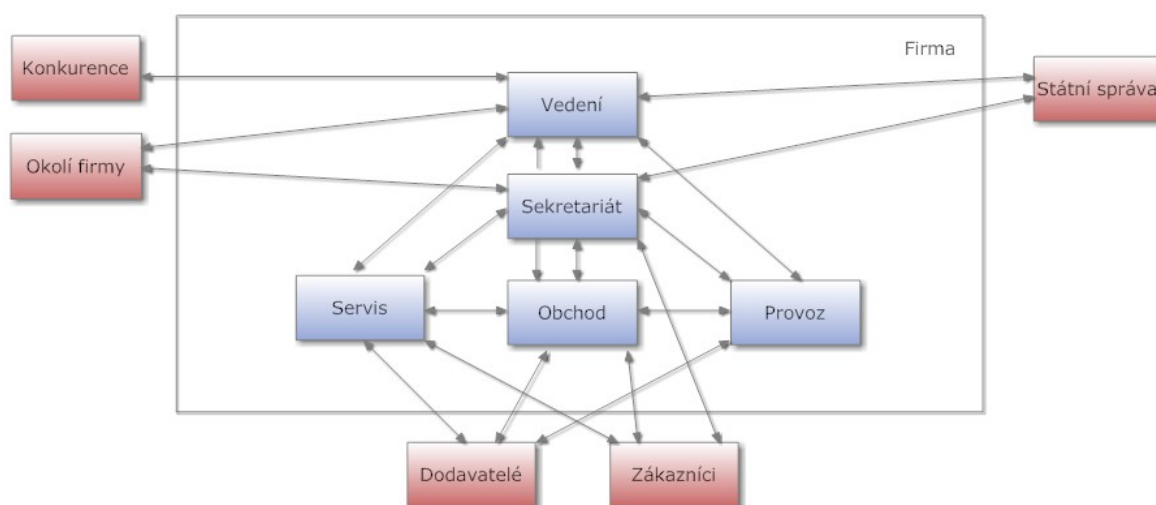 Firma
Konkurence
Vedení
Státní správa
Okolí firmy
Sekretariát
Servis
Obchod
Provoz
Dodavatelé
Zákazníci